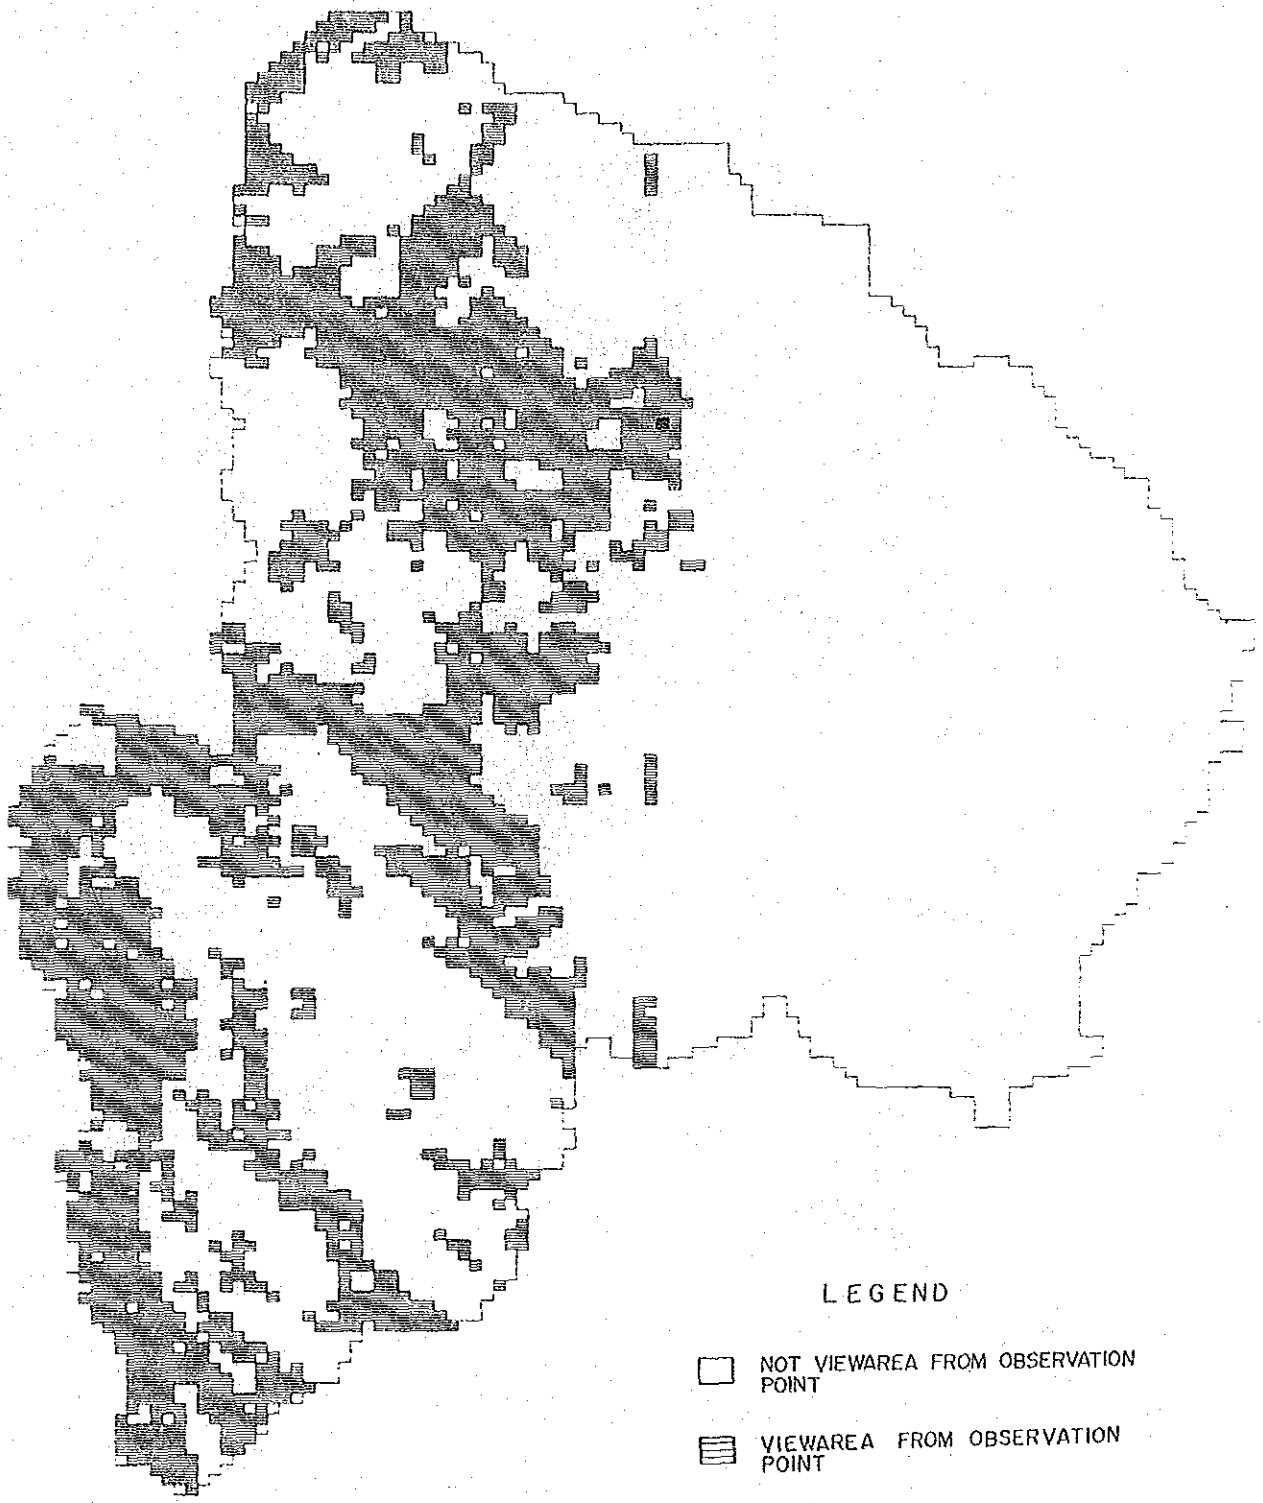 LEGEND
NOT VIEWAREA FROM OBSERVATION
POINT
VIEWAREA FROM OBSERVATION
POINT